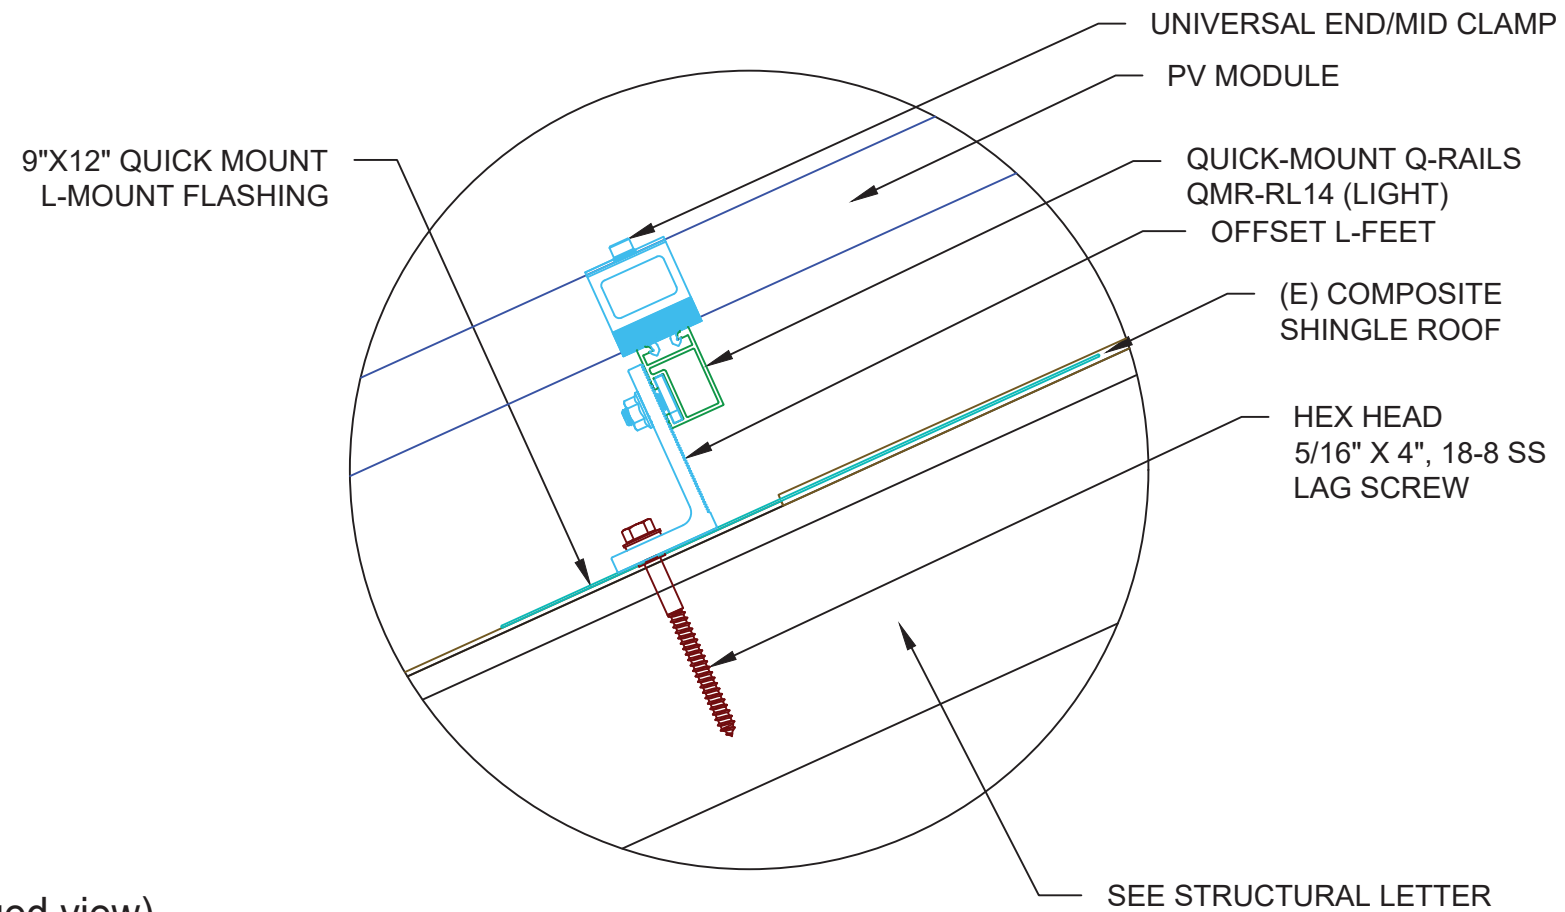 UNIVERSAL END/MID CLAMP
PV MODULE
9"X12" QUICK MOUNT
L-MOUNT FLASHING
QUICK-MOUNT Q-RAILS
QMR-RL14 (LIGHT)
OFFSET L-FEET
(E) COMPOSITE
SHINGLE ROOF
HEX HEAD
5/16" X 4", 18-8 SS
LAG SCREW
SEE STRUCTURAL LETTER
view)